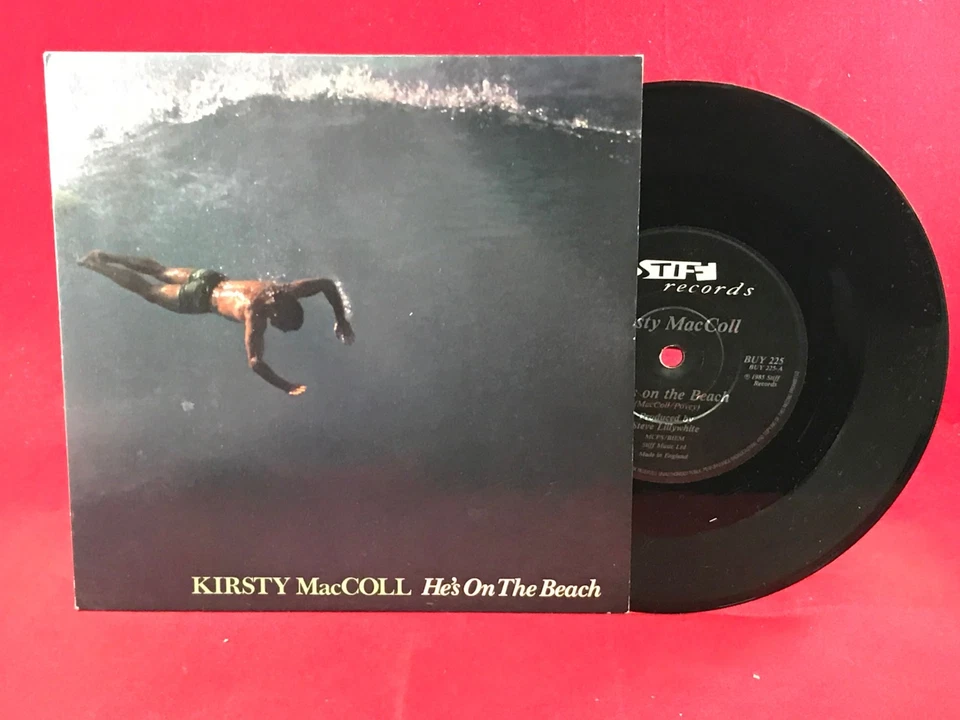 KIRSTY MacCOLL He's On The Beach
STIFF
records
sty MacColl
BUY 225
BUY 225-A
℗ 1985 Stiff
Records
s on the Beach
(MacColl/Povey)
Produced by
Steve Lillywhite
MCPS/BIEM
Stiff Music Ltd
Made in England